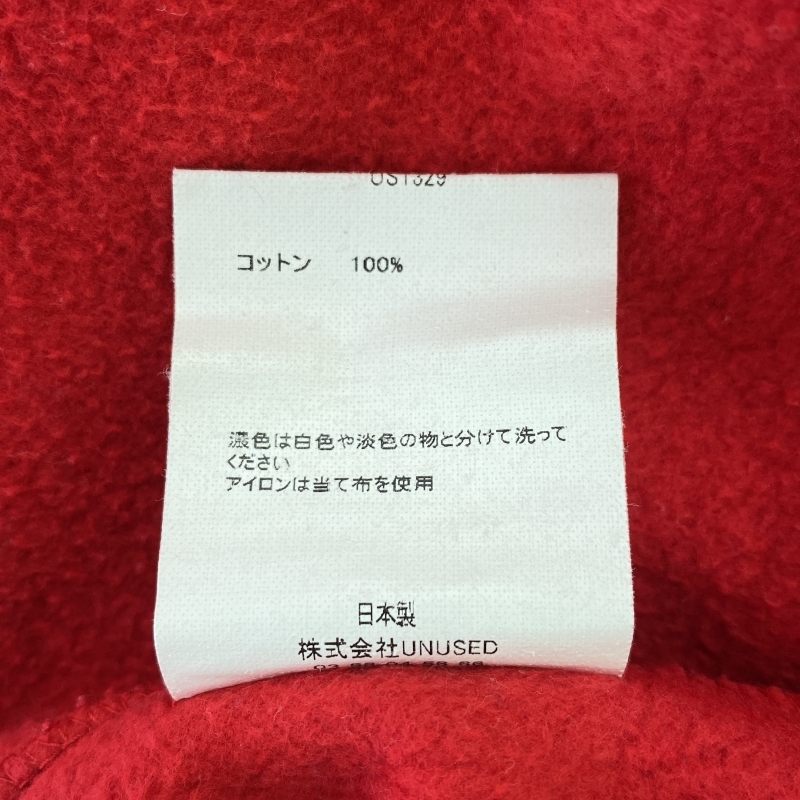 US1329
コットン 100%
濃色は白色や淡色の物と分けて洗って
ください
アイロンは当て布を使用
日本製
株式会社UNUSED